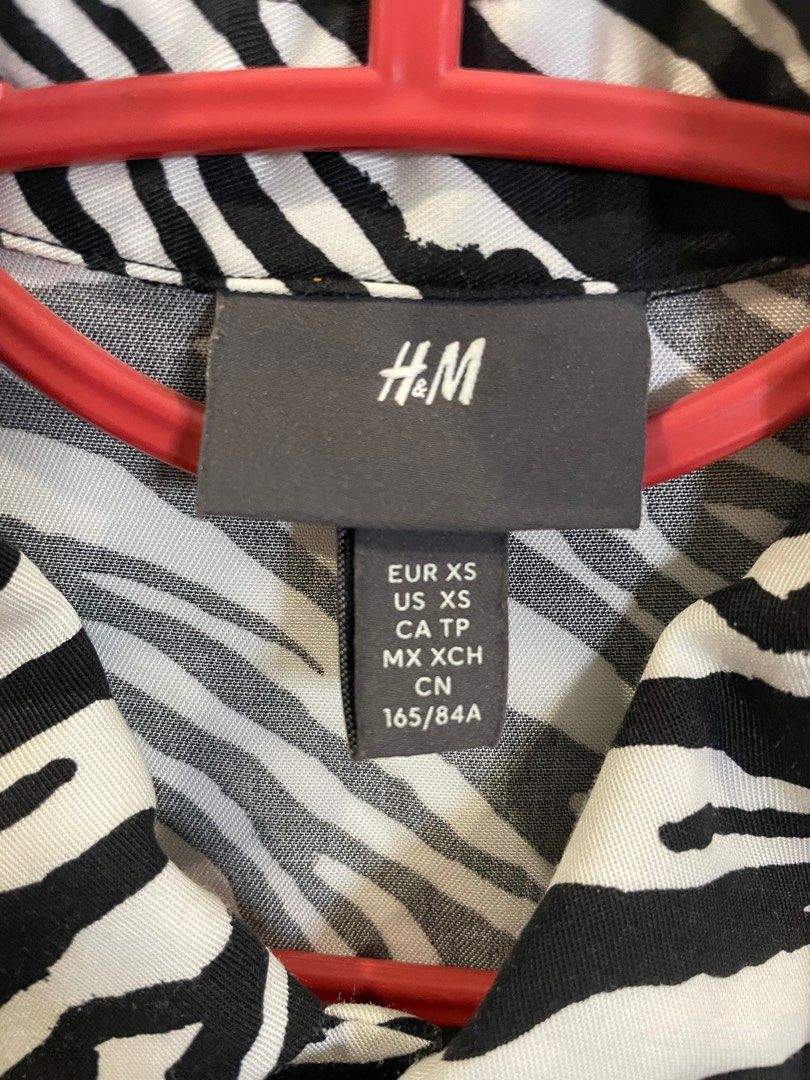 H&M
EUR XS
US XS
CA TP
MX XCH
CN
165/84A